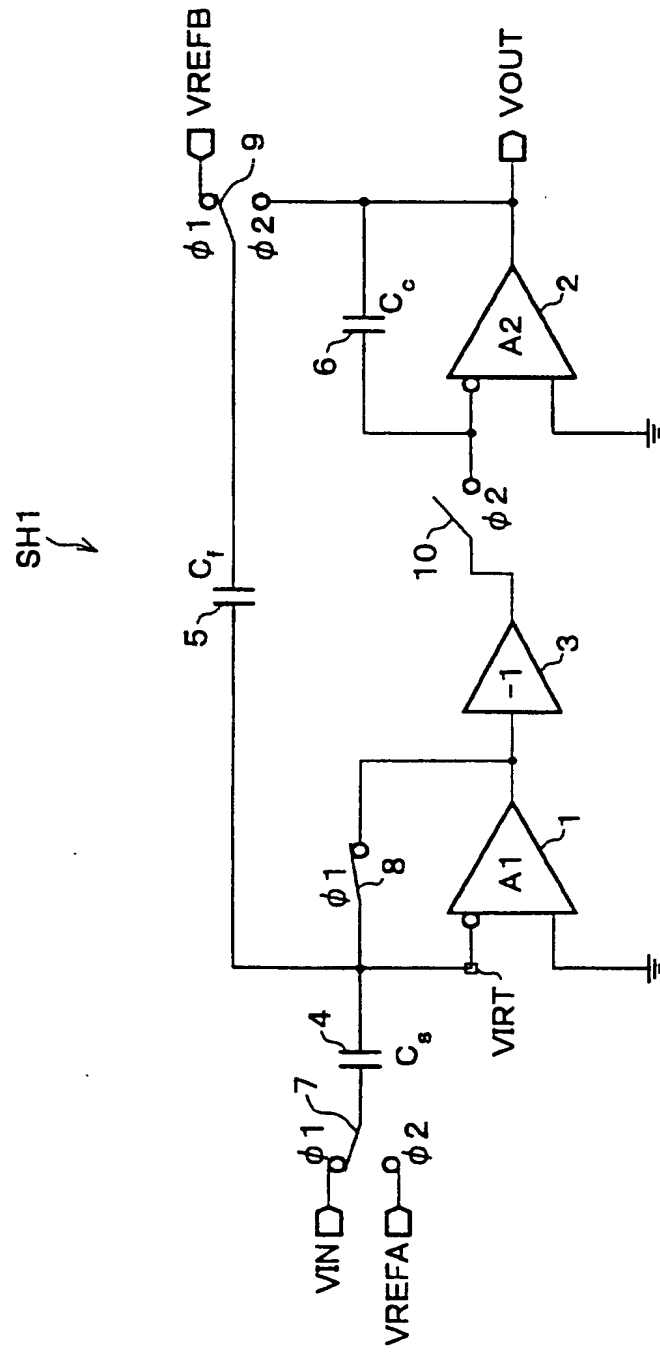 SH1
VREFB
φ1
9
φ2
Cf
5
6
Cc
VOUT
φ1
8
A2
2
φ2
10
-1
3
A1
1
VIRT
4
Cs
7
φ1
φ2
VIN
VREFA